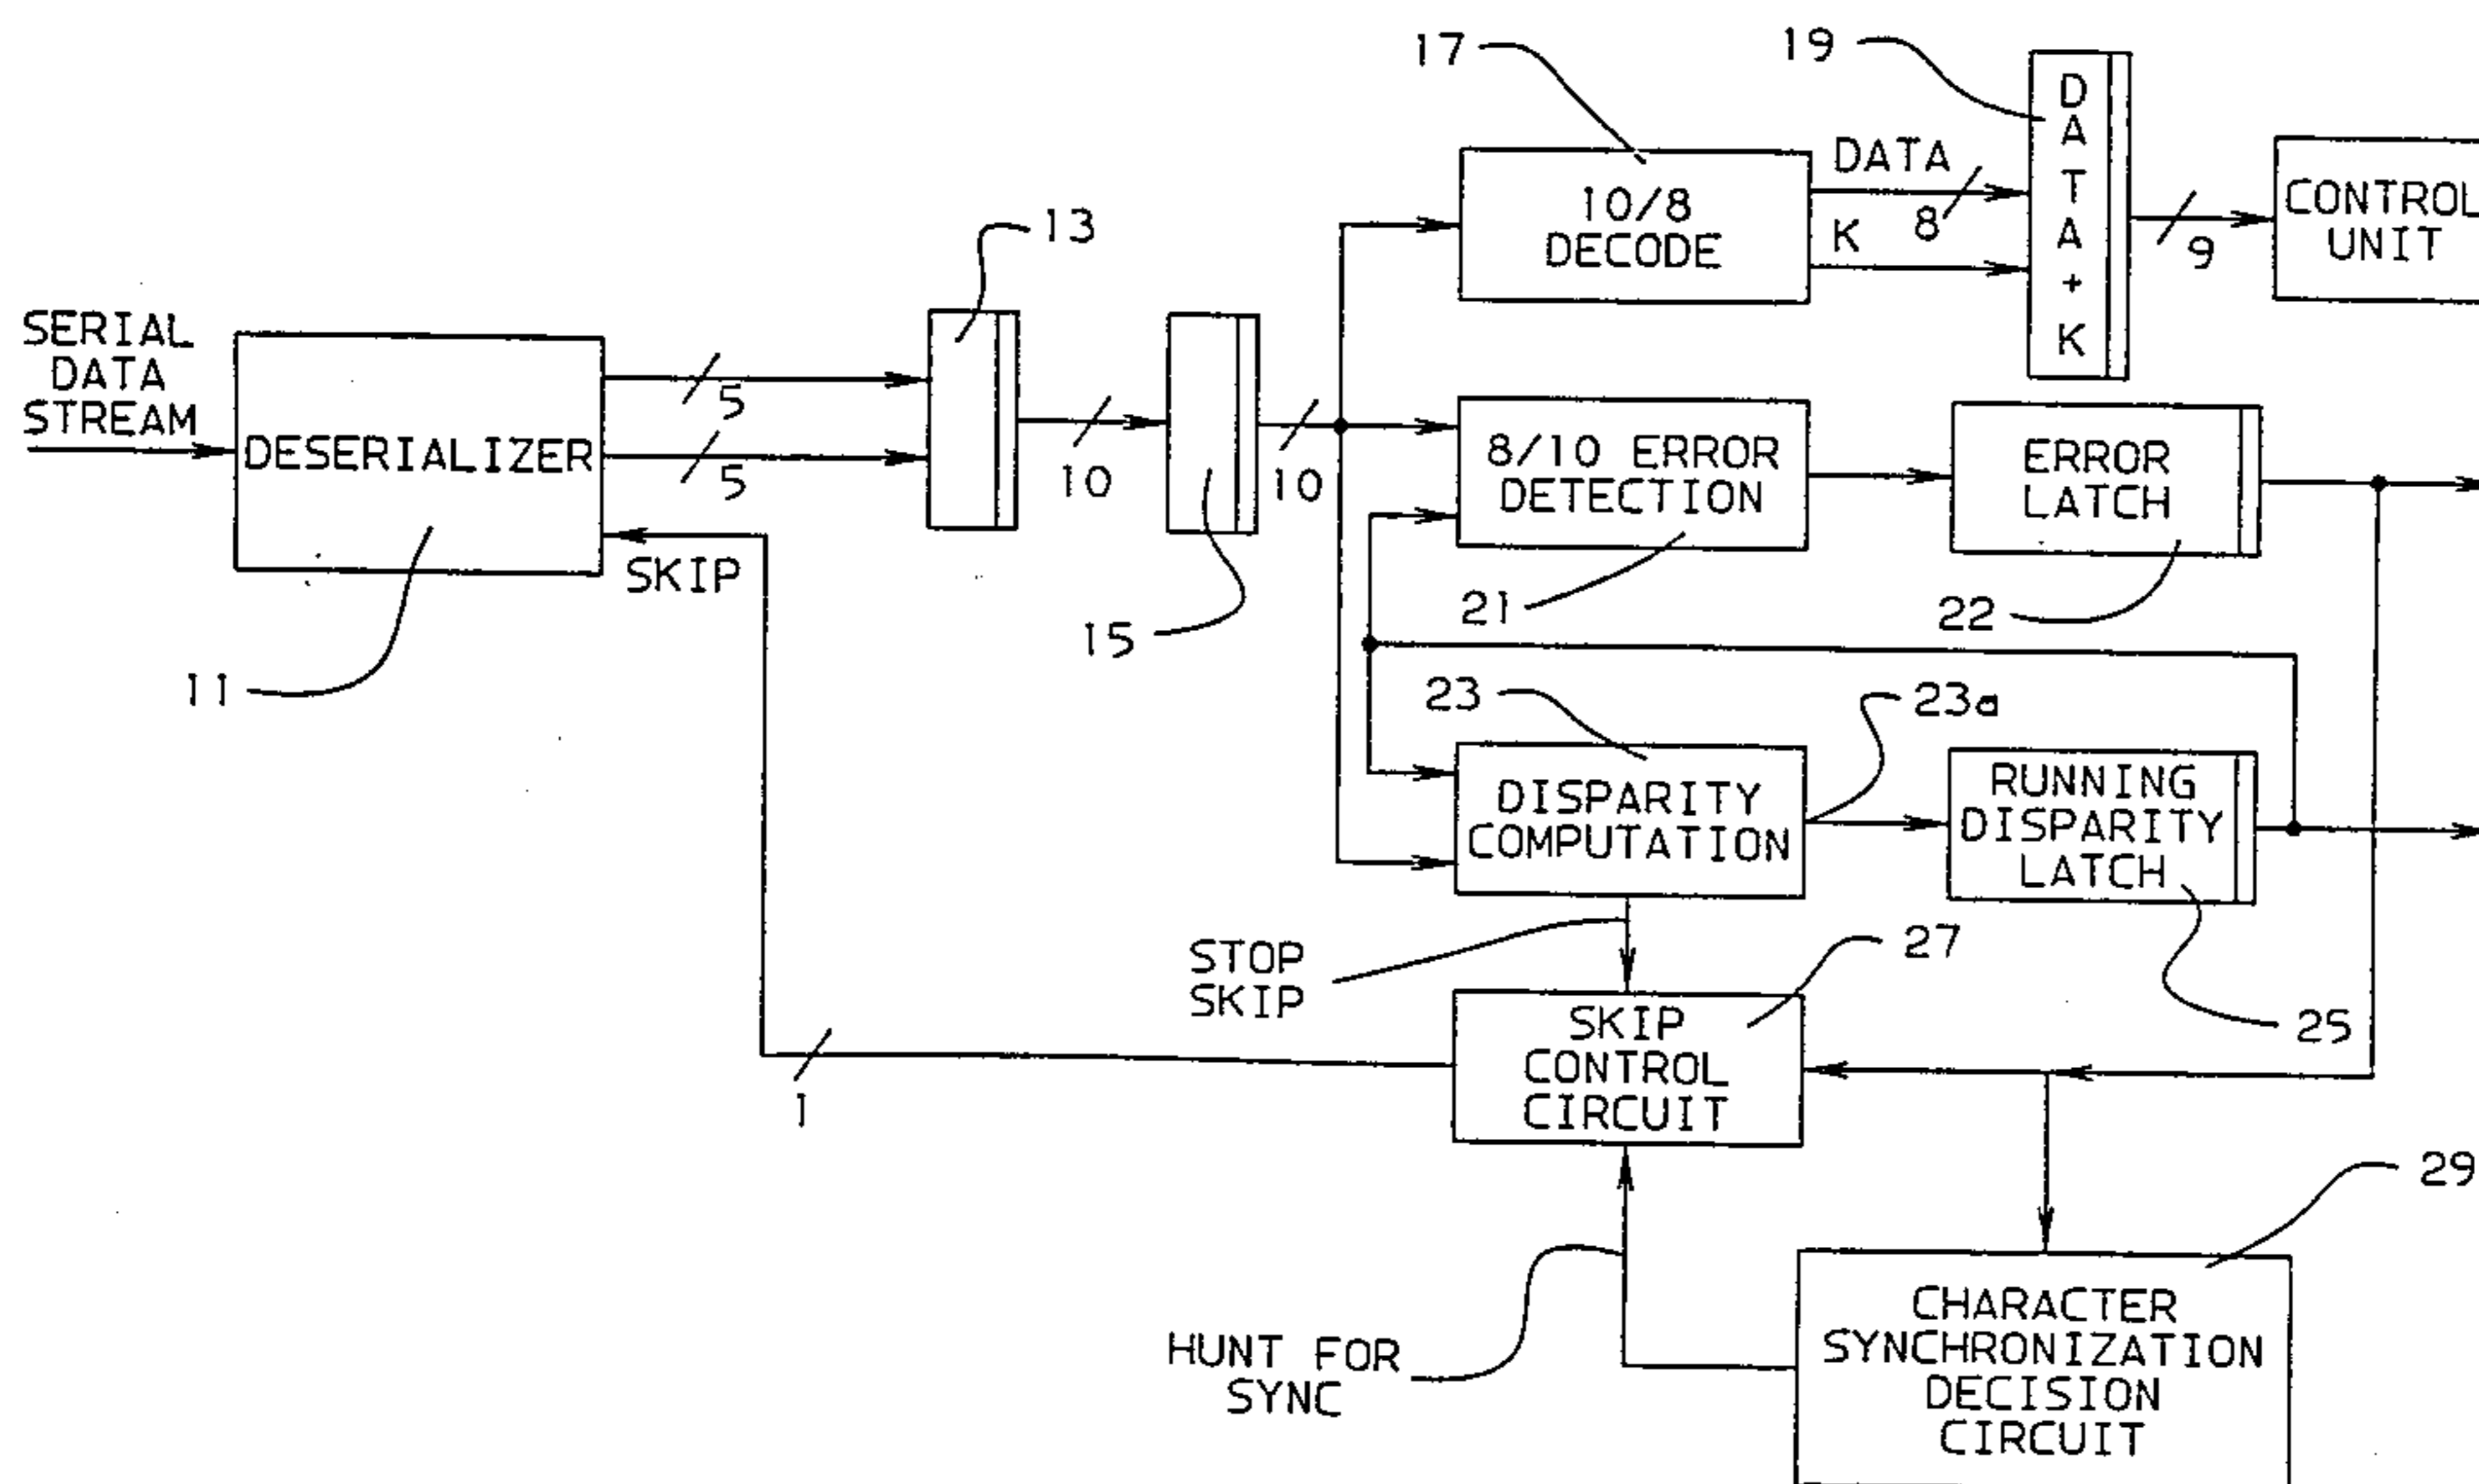 17
19
DATA+K
DATA
8
K
10/8
DECODE
9
CONTROL
UNIT
13
SERIAL
DATA
STREAM
DESERIALIZER
5
5
10
10
SKIP
11
15
8/10 ERROR
DETECTION
21
ERROR
LATCH
22
23
23a
DISPARITY
COMPUTATION
RUNNING
DISPARITY
LATCH
25
STOP
SKIP
27
SKIP
CONTROL
CIRCUIT
1
HUNT FOR
SYNC
29
CHARACTER
SYNCHRONIZATION
DECISION
CIRCUIT